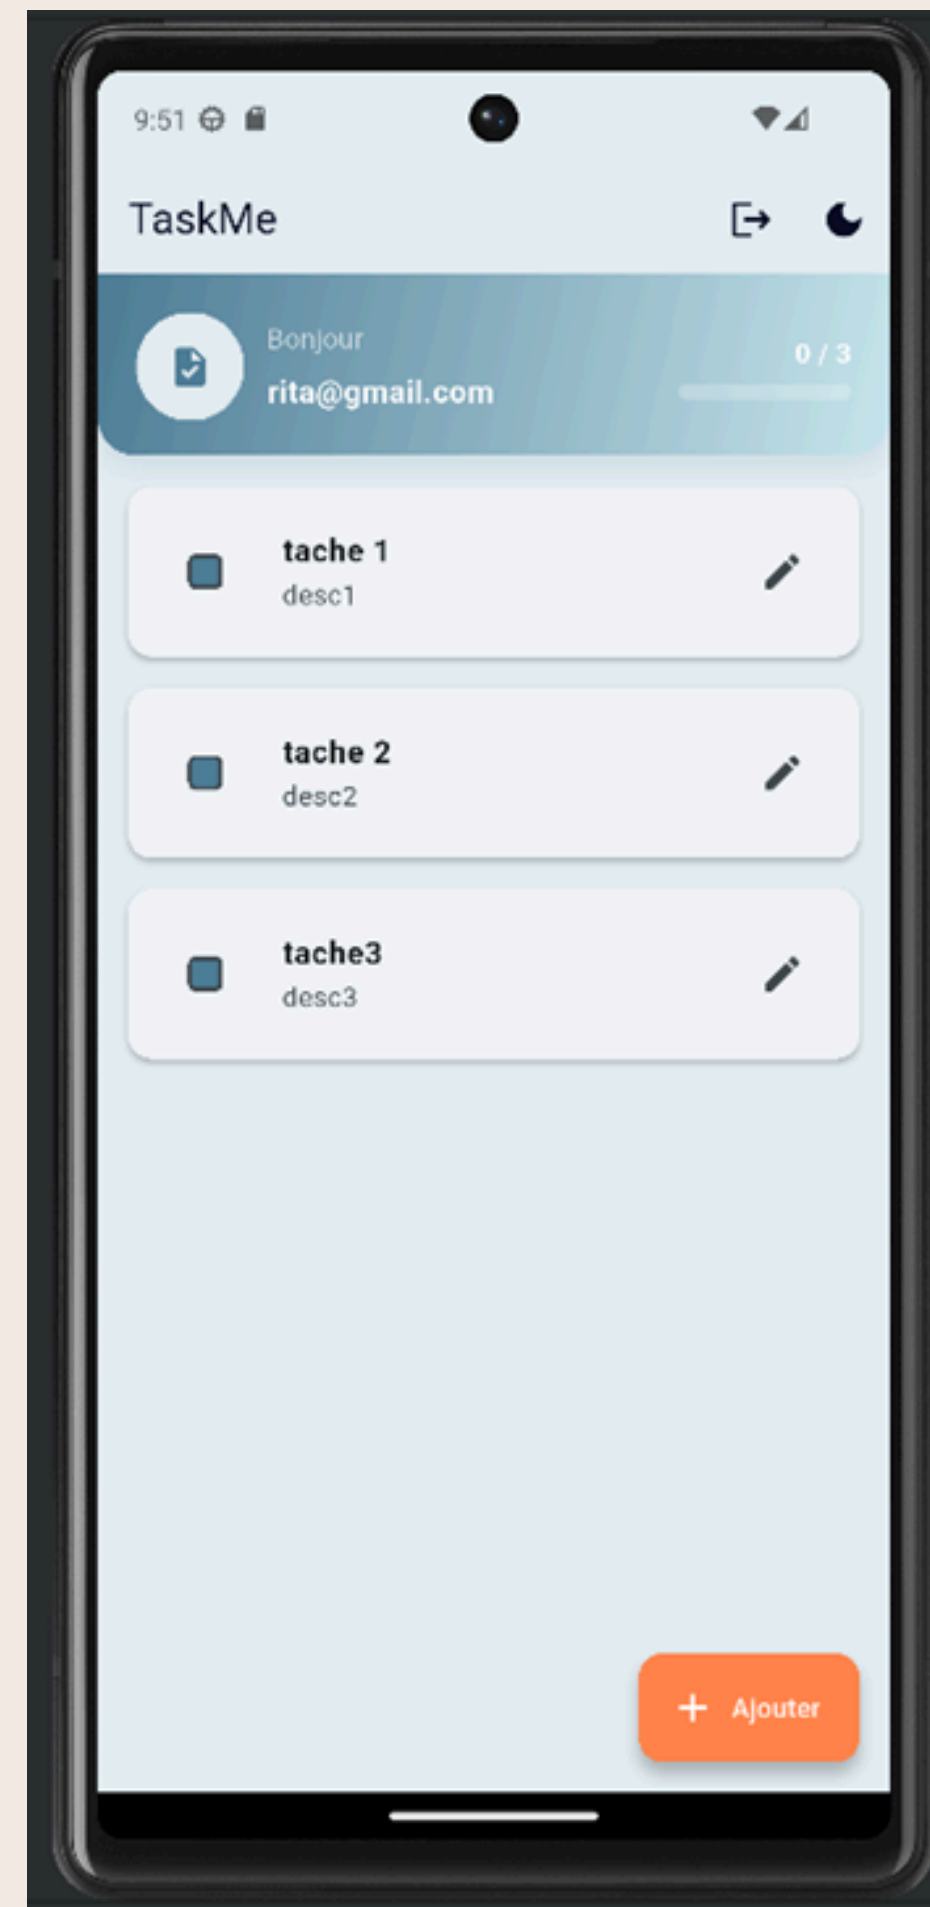 9:51
TaskMe
Bonjour
rita@gmail.com
0 / 3
tache 1
desc1
tache 2
desc2
tache3
desc3
+ Ajouter